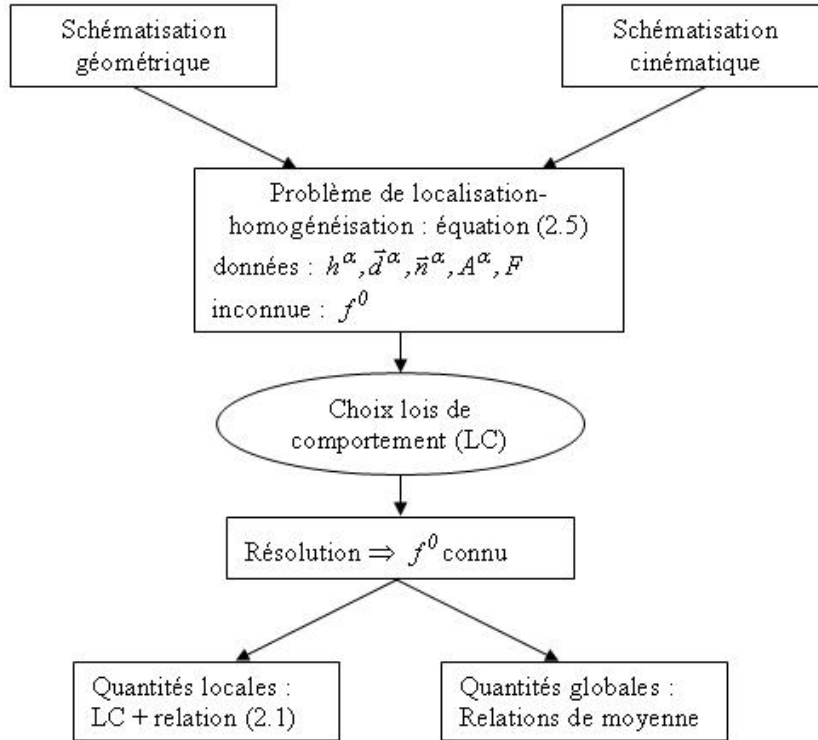 Schématisation
géométrique
Schématisation
cinématique
Problème de localisation-
homogénéisation : équation (2.5)
données : h^α, d⃗^α, n⃗^α, A^α, F
inconnue : f^0
Choix lois de
comportement (LC)
Résolution ⇒ f^0 connu
Quantités locales :
LC + relation (2.1)
Quantités globales :
Relations de moyenne